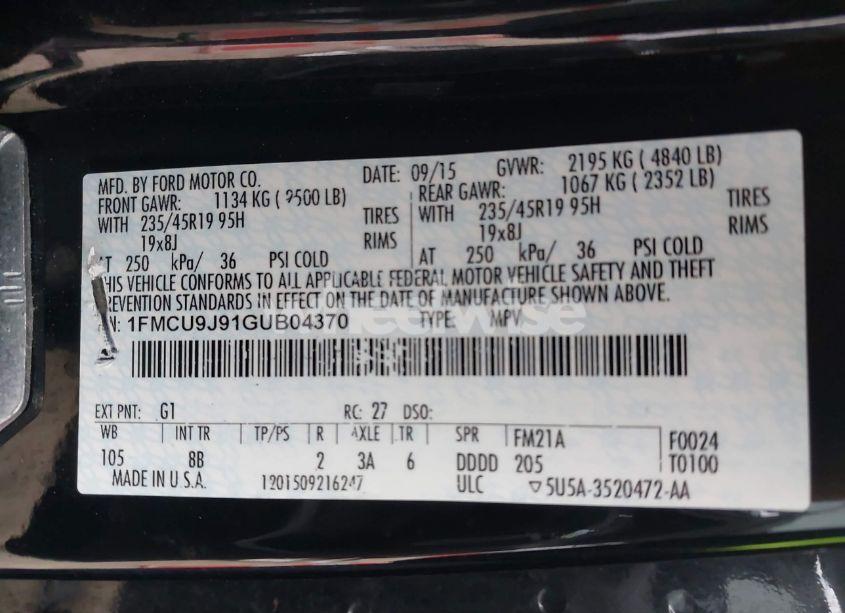 MFD. BY FORD MOTOR CO. DATE: 09/15 GVWR: 2195 KG ( 4840 LB)
FRONT GAWR: 1134 KG ( 2500 LB) REAR GAWR: 1067 KG ( 2352 LB)
WITH 235/45R19 95H TIRES WITH 235/45R19 95H TIRES
19x8J RIMS 19x8J RIMS
AT 250 kPa/ 36 PSI COLD AT 250 kPa/ 36 PSI COLD
THIS VEHICLE CONFORMS TO ALL APPLICABLE FEDERAL MOTOR VEHICLE SAFETY AND THEFT
PREVENTION STANDARDS IN EFFECT ON THE DATE OF MANUFACTURE SHOWN ABOVE.
VIN: 1FMCU9J91GUB04370 TYPE: MPV
EXT PNT: G1 RC: 27 DSO:
WB INT TR TP/PS R AXLE TR SPR FM21A F0024
105 8B 2 3A 6 DDDD 205 T0100
MADE IN U.S.A. 1201509216247 ULC ▽5U5A-3520472-AA